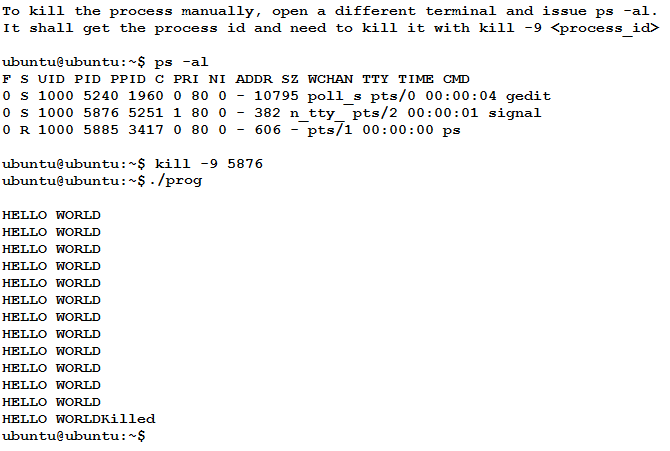 To kill the process manually, open a different terminal and issue ps -al.
It shall get the process id and need to kill it with kill -9 <process_id>
ubuntu@ubuntu:~$ ps -al
F S UID PID PPID C PRI NI ADDR SZ WCHAN TTY TIME CMD
0 S 1000 5240 1960 0 80 0 - 10795 poll_s pts/0 00:00:04 gedit
0 S 1000 5876 5251 1 80 0 - 382 n_tty_ pts/2 00:00:01 signal
0 R 1000 5885 3417 0 80 0 - 606 - pts/1 00:00:00 ps
ubuntu@ubuntu:~$ kill -9 5876
ubuntu@ubuntu:~$./prog
HELLO WORLD
HELLO WORLD
HELLO WORLD
HELLO WORLD
HELLO WORLD
HELLO WORLD
HELLO WORLD
HELLO WORLD
HELLO WORLD
HELLO WORLD
HELLO WORLD
HELLO WORLD
HELLO WORLDKilled
ubuntu@ubuntu:~$